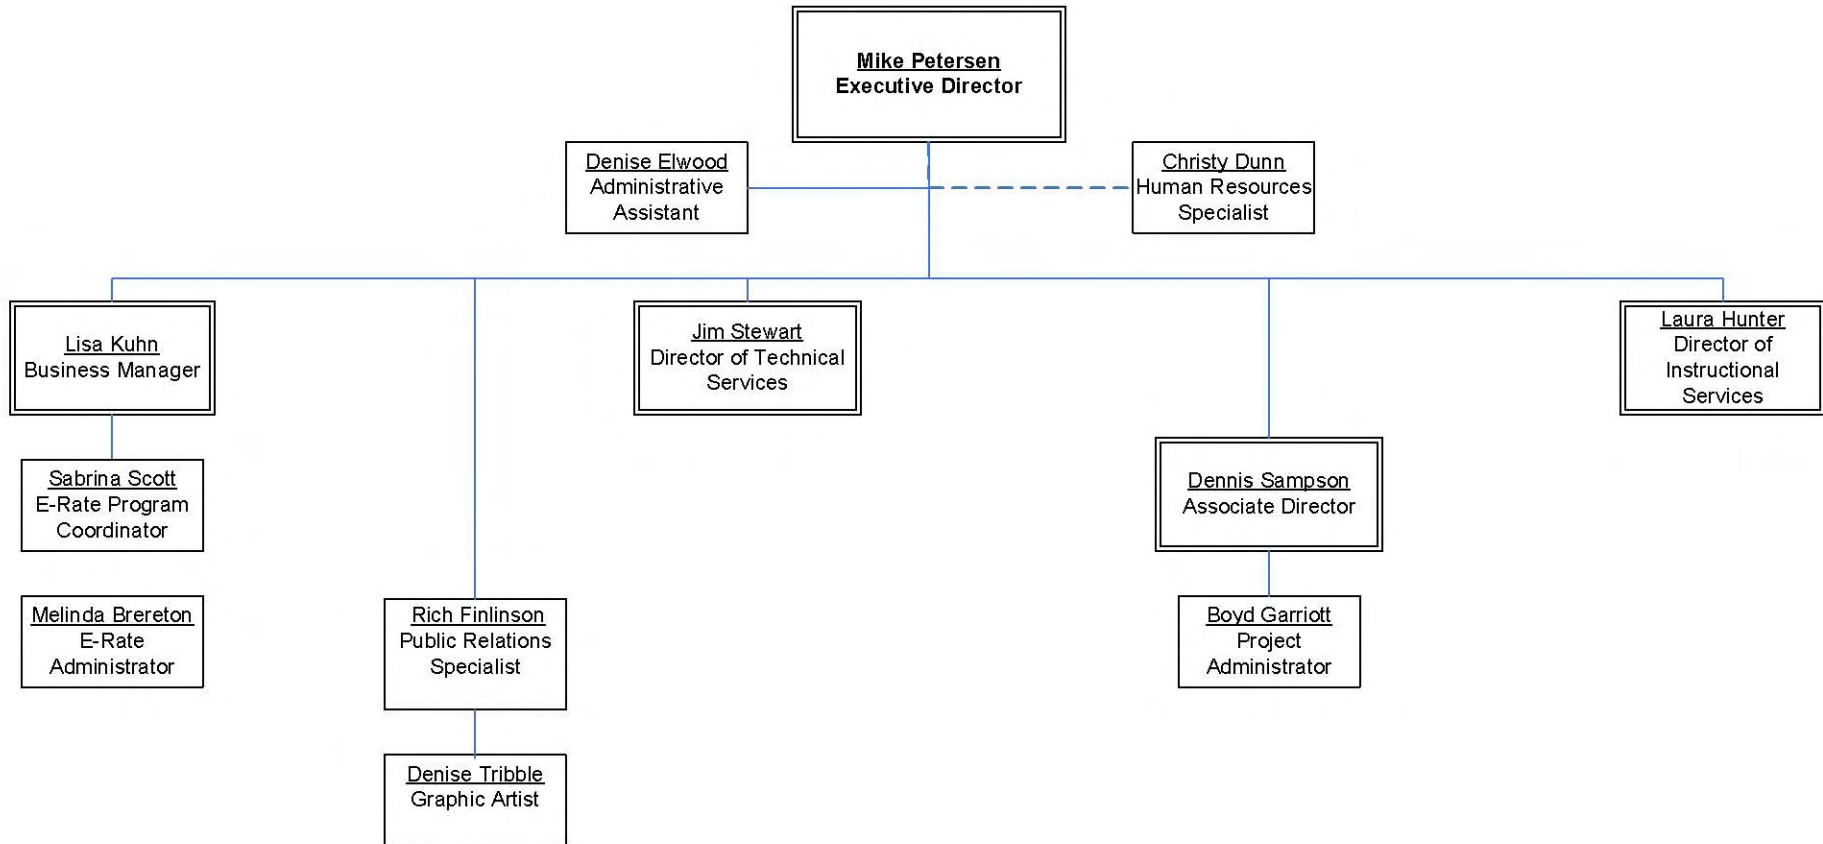 Mike Petersen
Executive Director
Denise Elwood
Administrative
Assistant
Christy Dunn
Human Resources
Specialist
Lisa Kuhn
Business Manager
Jim Stewart
Director of Technical
Services
Laura Hunter
Director of
Instructional
Services
Sabrina Scott
E-Rate Program
Coordinator
Dennis Sampson
Associate Director
Melinda Brereton
E-Rate
Administrator
Rich Finlinson
Public Relations
Specialist
Boyd Garriott
Project
Administrator
Denise Tribble
Graphic Artist